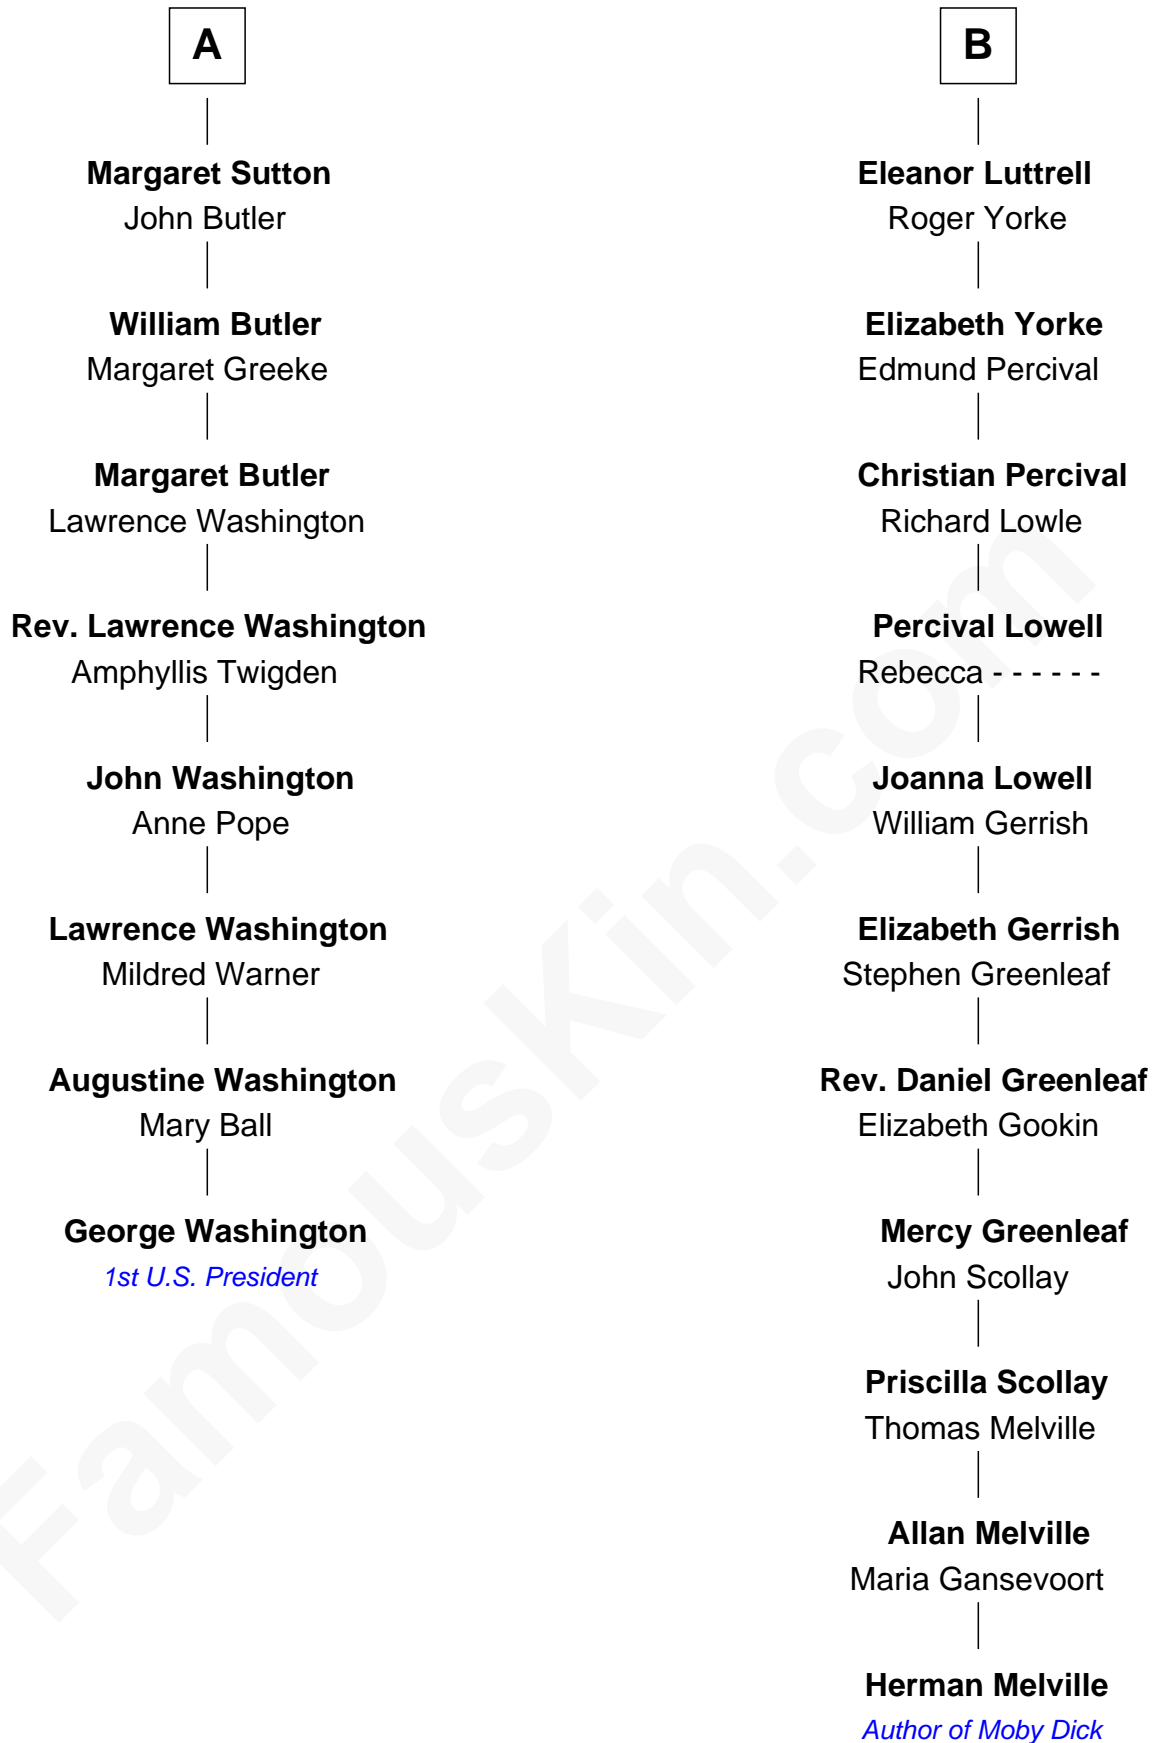 A
Margaret Sutton
John Butler
William Butler
Margaret Greeke
Margaret Butler
Lawrence Washington
Rev. Lawrence Washington
Amphyllis Twigden
John Washington
Anne Pope
Lawrence Washington
Mildred Warner
Augustine Washington
Mary Ball
George Washington
1st U.S. President
B
Eleanor Luttrell
Roger Yorke
Elizabeth Yorke
Edmund Percival
Christian Percival
Richard Lowle
Percival Lowell
Rebecca - - - - - -
Joanna Lowell
William Gerrish
Elizabeth Gerrish
Stephen Greenleaf
Rev. Daniel Greenleaf
Elizabeth Gookin
Mercy Greenleaf
John Scollay
Priscilla Scollay
Thomas Melville
Allan Melville
Maria Gansevoort
Herman Melville
Author of Moby Dick
FamousKin.com